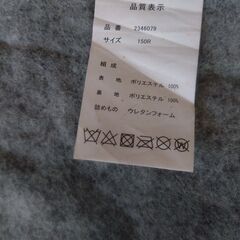 品質表示
品番 2346079
サイズ 150R
組成
表地 ポリエステル 100%
裏地 ポリエステル 100%
詰めもの ウレタンフォーム